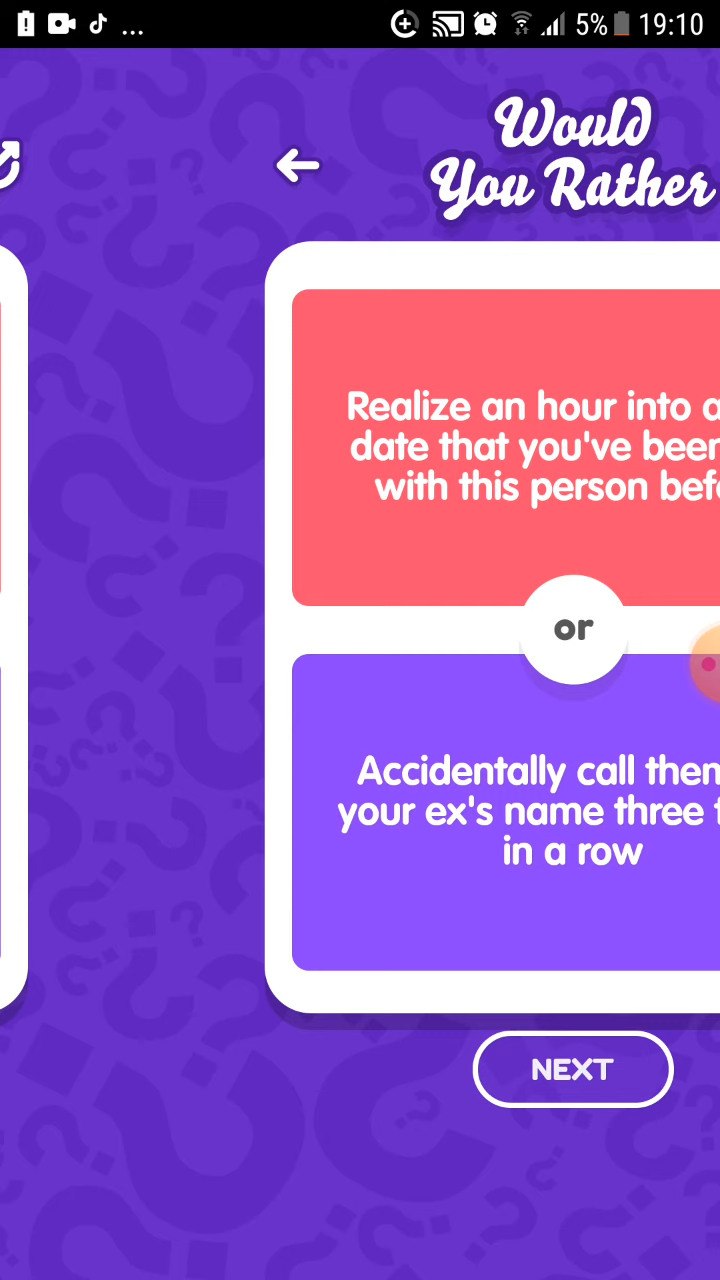 ... 5% 19:10
Would
You Rather
Realize an hour into
date that you've been
with this person
or
Accidentally call
your ex's name three
in a row
NEXT